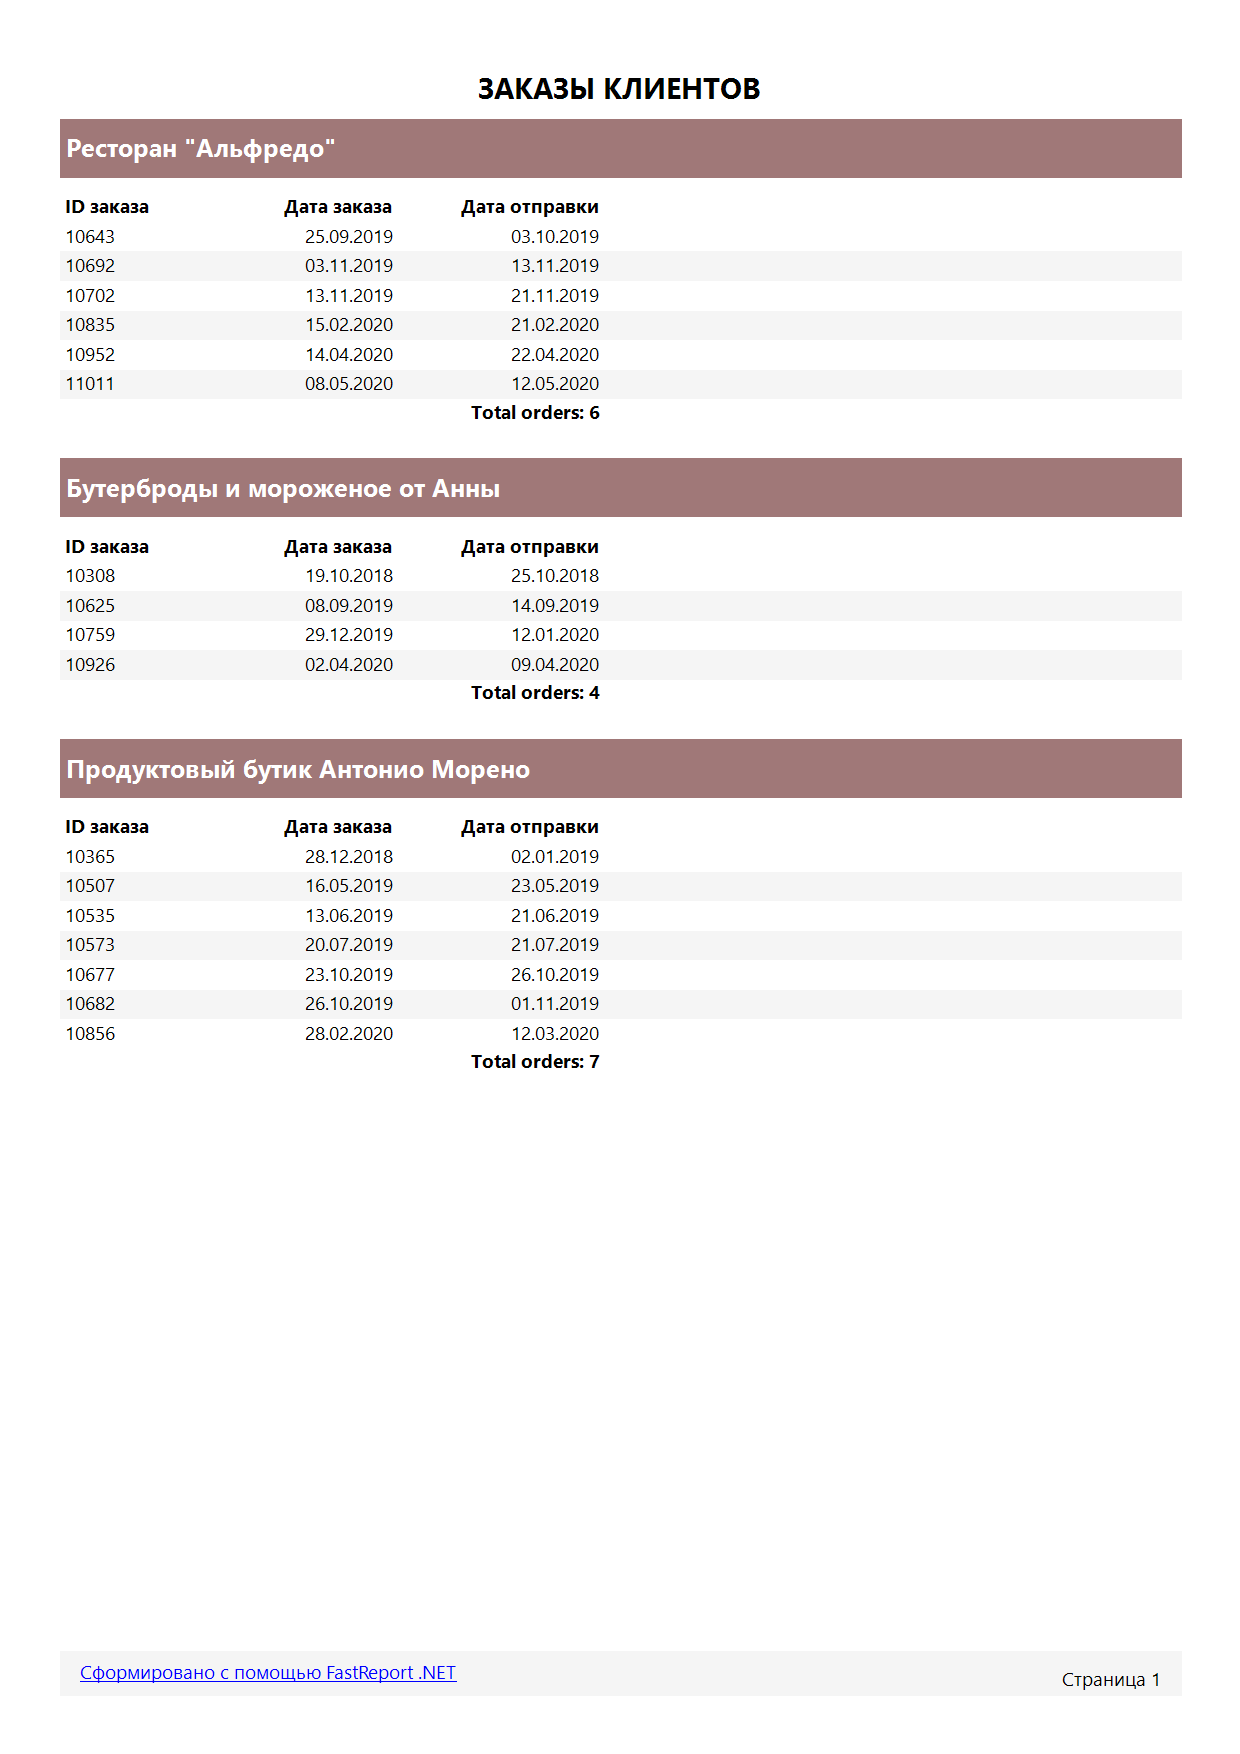 ЗАКАЗЫ КЛИЕНТОВ
Ресторан "Альфредо"
ID заказа Дата заказа Дата отправки
10643 25.09.2019 03.10.2019
10692 03.11.2019 13.11.2019
10702 13.11.2019 21.11.2019
10835 15.02.2020 21.02.2020
10952 14.04.2020 22.04.2020
11011 08.05.2020 12.05.2020
Total orders: 6
Бутерброды и мороженое от Анны
ID заказа Дата заказа Дата отправки
10308 19.10.2018 25.10.2018
10625 08.09.2019 14.09.2019
10759 29.12.2019 12.01.2020
10926 02.04.2020 09.04.2020
Total orders: 4
Продуктовый бутик Антонио Морено
ID заказа Дата заказа Дата отправки
10365 28.12.2018 02.01.2019
10507 16.05.2019 23.05.2019
10535 13.06.2019 21.06.2019
10573 20.07.2019 21.07.2019
10677 23.10.2019 26.10.2019
10682 26.10.2019 01.11.2019
10856 28.02.2020 12.03.2020
Total orders: 7
Сформировано с помощью FastReport .NET
Страница 1